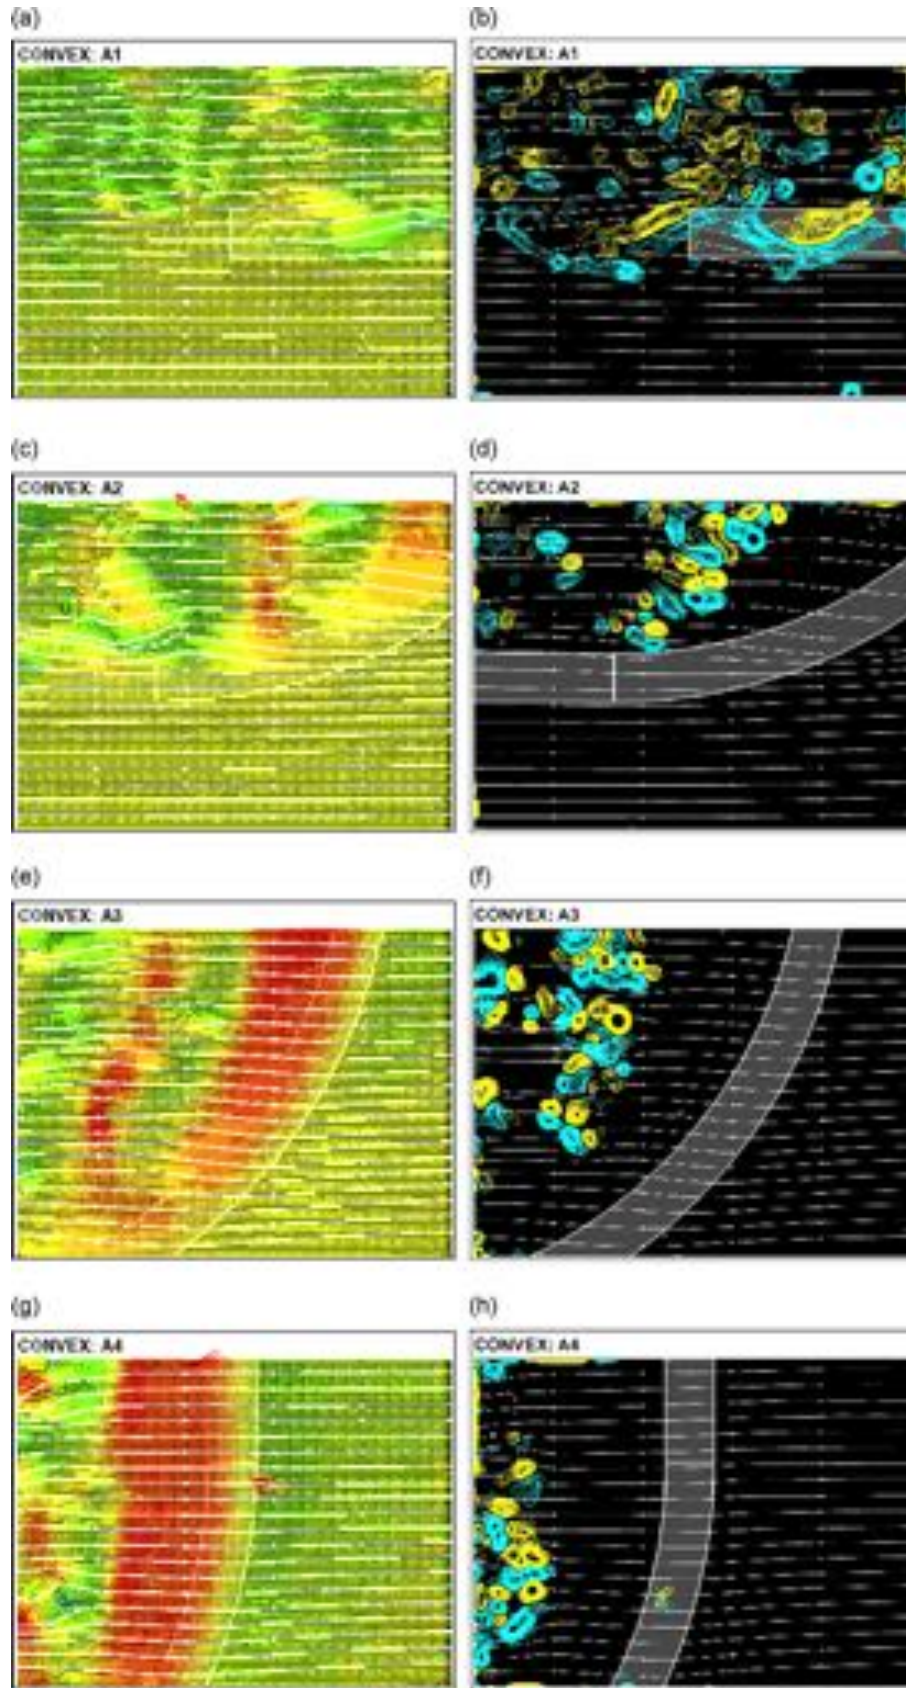 (a) (b)
CONVEX: A1 CONVEX: A1
(c) (d)
CONVEX: A2 CONVEX: A2
(e) (f)
CONVEX: A3 CONVEX: A3
(g) (h)
CONVEX: A4 CONVEX: A4